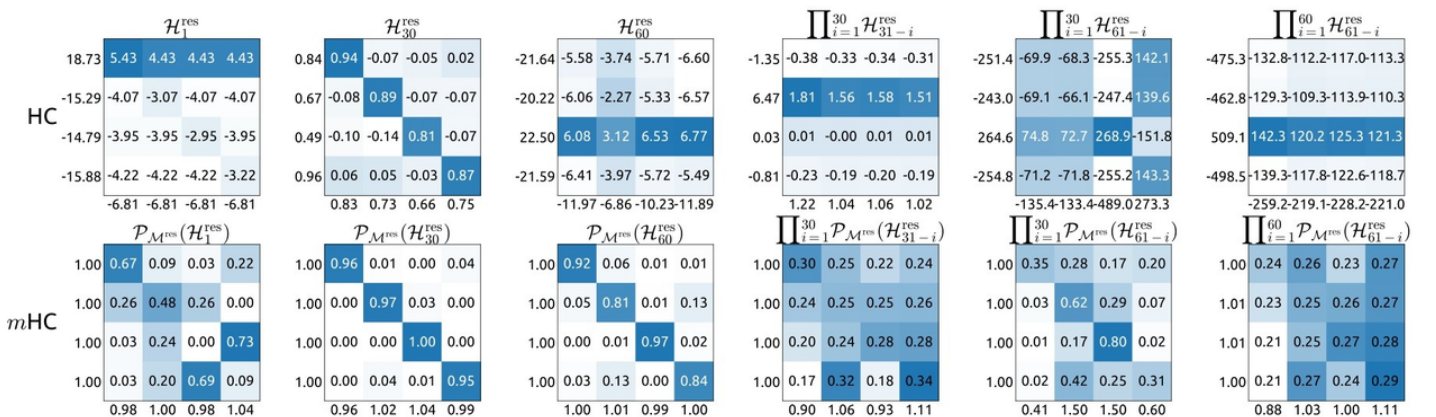 H₁^res H₃₀^res H₆₀^res ∏_{i=1}^{30} H_{31−i}^res ∏_{i=1}^{30} H_{61−i}^res ∏_{i=1}^{60} H_{61−i}^res
18.73 5.43 4.43 4.43 4.43 0.84 0.94 -0.07 -0.05 0.02 -21.64 -5.58 -3.74 -5.71 -6.60 -1.35 -0.38 -0.33 -0.34 -0.31 -251.4 -69.9 -68.3 -255.3 142.1 -475.3 -132.8 -112.2 -117.0 -113.3
-15.29 -4.07 -3.07 -4.07 -4.07 0.67 -0.08 0.89 -0.07 -0.07 -20.22 -6.06 -2.27 -5.33 -6.57 6.47 1.81 1.56 1.58 1.51 -243.0 -69.1 -66.1 -247.4 139.6 -462.8 -129.3 -109.3 -113.9 -110.3
HC
-14.79 -3.95 -3.95 -2.95 -3.95 0.49 -0.10 -0.14 0.81 -0.07 22.50 6.08 3.12 6.53 6.77 0.03 0.01 -0.00 0.01 0.01 264.6 74.8 72.7 268.9 -151.8 509.1 142.3 120.2 125.3 121.3
-15.88 -4.22 -4.22 -4.22 -3.22 0.96 0.06 0.05 -0.03 0.87 -21.59 -6.41 -3.97 -5.72 -5.49 -0.81 -0.23 -0.19 -0.20 -0.19 -254.8 -71.2 -71.8 -255.2 143.3 -498.5 -139.3 -117.8 -122.6 -118.7
-6.81 -6.81 -6.81 -6.81 0.83 0.73 0.66 0.75 -11.97 -6.86 -10.23 -11.89 1.22 1.04 1.06 1.02 -135.4 -133.4 -489.0 273.3 -259.2 -219.1 -228.2 -221.0
P_{M^res}(H₁^res) P_{M^res}(H₃₀^res) P_{M^res}(H₆₀^res) ∏_{i=1}^{30} P_{M^res}(H_{31−i}^res) ∏_{i=1}^{30} P_{M^res}(H_{61−i}^res) ∏_{i=1}^{60} P_{M^res}(H_{61−i}^res)
1.00 0.67 0.09 0.03 0.22 1.00 0.96 0.01 0.00 0.04 1.00 0.92 0.06 0.01 0.01 1.00 0.30 0.25 0.22 0.24 1.00 0.35 0.28 0.17 0.20 1.00 0.24 0.26 0.23 0.27
1.00 0.26 0.48 0.26 0.00 1.00 0.00 0.97 0.03 0.00 1.00 0.05 0.81 0.01 0.13 1.00 0.24 0.25 0.25 0.26 1.00 0.03 0.62 0.29 0.07 1.01 0.23 0.25 0.26 0.27
mHC
1.00 0.03 0.24 0.00 0.73 1.00 0.00 0.00 1.00 0.00 1.00 0.00 0.01 0.97 0.02 1.00 0.20 0.24 0.28 0.28 1.00 0.01 0.17 0.80 0.02 1.01 0.21 0.25 0.27 0.28
1.00 0.03 0.20 0.69 0.09 1.00 0.00 0.04 0.01 0.95 1.00 0.03 0.13 0.00 0.84 1.00 0.17 0.32 0.18 0.34 1.00 0.02 0.42 0.25 0.31 1.00 0.21 0.27 0.24 0.29
0.98 1.00 0.98 1.04 0.96 1.02 1.04 0.99 1.00 1.01 0.99 1.00 0.90 1.06 0.93 1.11 0.41 1.50 1.50 0.60 0.88 1.03 1.00 1.11